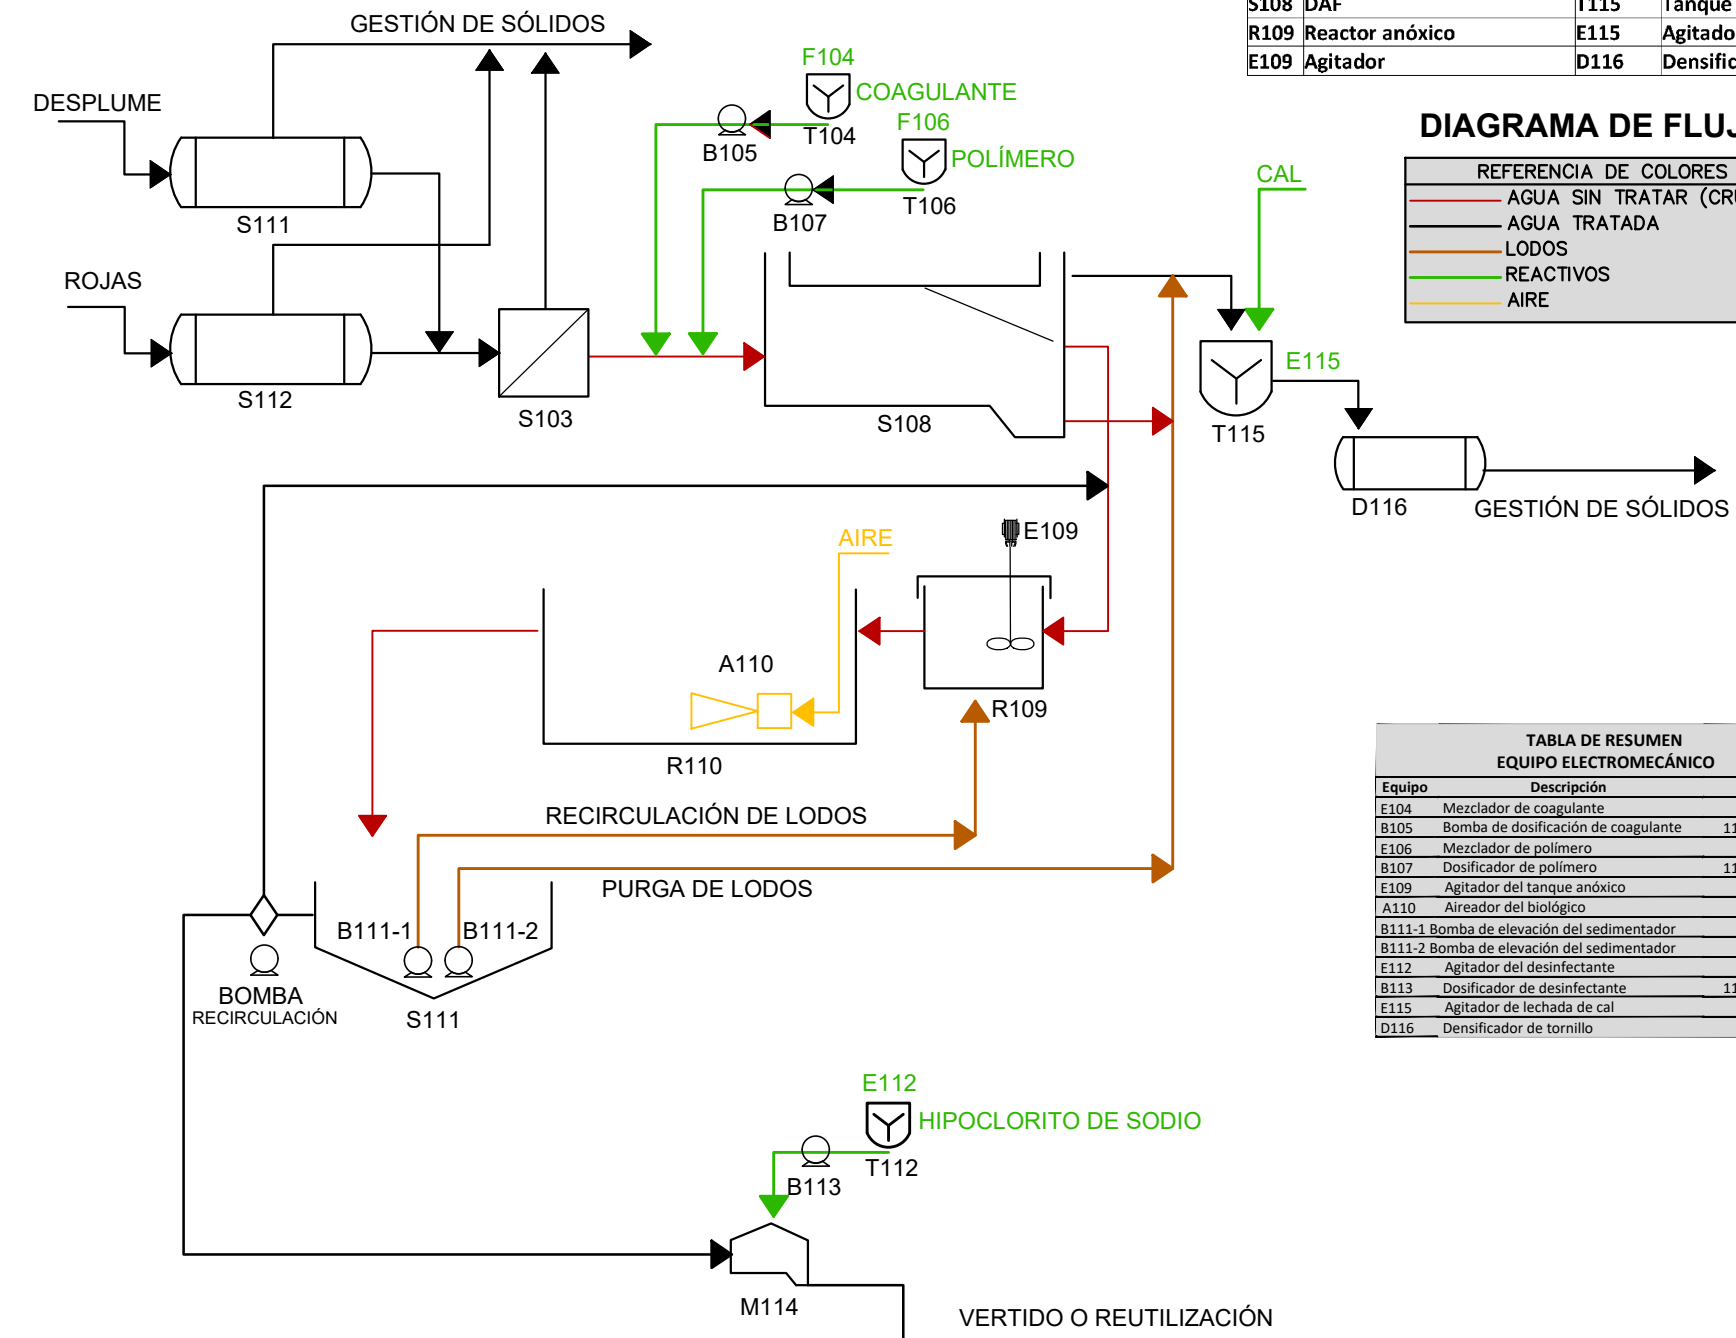 S108 DAF T115 Tanque
R109 Reactor anóxico E115
E109 Agitador D116
GESTIÓN DE SÓLIDOS
DESPLUME
S111
ROJAS
S112
S103
F104
COAGULANTE
T104
B105
F106
POLÍMERO
T106
B107
S108
DIAGRAMA DE
REFERENCIA DE COLORES
AGUA SIN TRATAR
AGUA TRATADA
LODOS
REACTIVOS
AIRE
CAL
E115
T115
D116
GESTIÓN DE SÓLIDOS
AIRE
E109
A110
R109
R110
RECIRCULACIÓN DE LODOS
PURGA DE LODOS
B111-1 B111-2
BOMBA
RECIRCULACIÓN
S111
E112
HIPOCLORITO DE SODIO
T112
B113
M114
VERTIDO O REUTILIZACIÓN
TABLA DE RESUMEN
EQUIPO ELECTROMECÁNICO
Equipo Descripción
E104 Mezclador de coagulante
B105 Bomba de dosificación de coagulante
E106 Mezclador de polímero
B107 Dosificador de polímero
E109 Agitador del tanque anóxico
A110 Aireador del biológico
B111-1 Bomba de elevación del sedimentador
B111-2 Bomba de elevación del sedimentador
E112 Agitador del desinfectante
B113 Dosificador de desinfectante
E115 Agitador de lechada de cal
D116 Densificador de tornillo